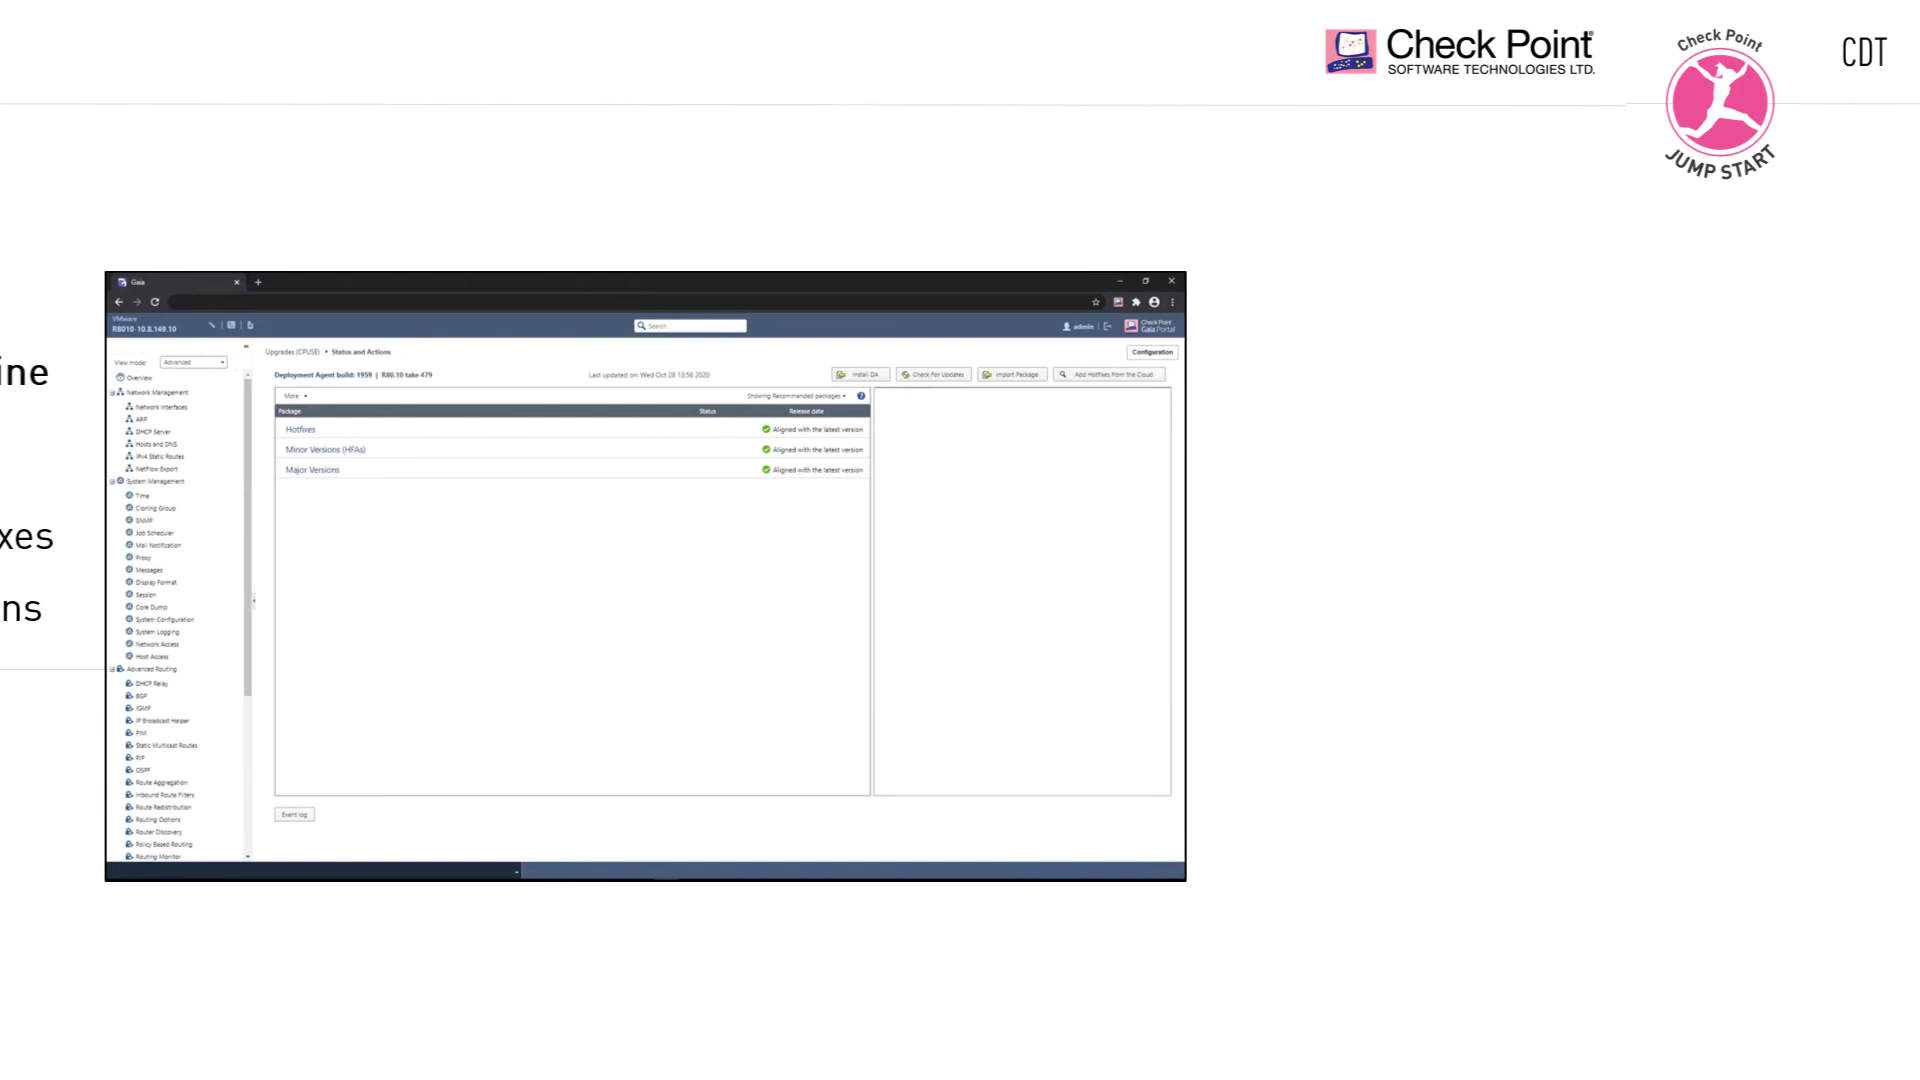 Check Point
SOFTWARE TECHNOLOGIES LTD.
Check Point
JUMP START
CDT
ine
xes
ns
Gaia
VMware
R8010-10.8.149.10
Search
admin
Check Point
Gaia Portal
View mode: Advanced
Upgrades (CPUSE) Status and Actions
Configuration
Deployment Agent build: 1959 | R80.10 take 479
Last updated on: Wed Oct 28 13:56 2020
Install DA
Check For Updates
Import Package
Add Hotfixes from the Cloud
More
Showing Recommended packages
Package Status Release date
Hotfixes Aligned with the latest version
Minor Versions (HFAs) Aligned with the latest version
Major Versions Aligned with the latest version
Event log
Overview
Network Management
Network Interfaces
ARP
DHCP Server
Hosts and DNS
IPv4 Static Routes
NetFlow Export
System Management
Time
Cloning Group
SNMP
Job Scheduler
Mail Notification
Proxy
Messages
Display Format
Session
Core Dump
System Configuration
System Logging
Network Access
Host Access
Advanced Routing
DHCP Relay
BGP
IGMP
IP Broadcast Helper
PIM
Static Multicast Routes
RIP
OSPF
Route Aggregation
Inbound Route Filters
Route Redistribution
Routing Options
Router Discovery
Policy Based Routing
Routing Monitor